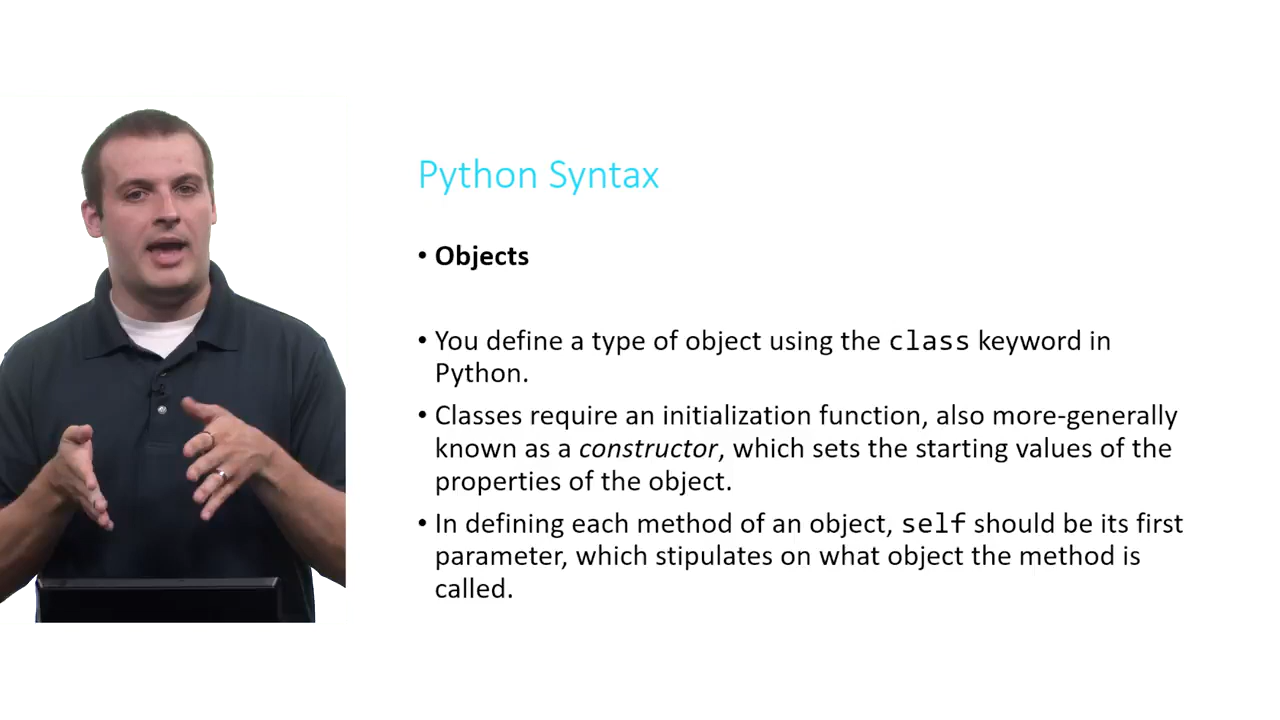 Python Syntax
• Objects
• You define a type of object using the class keyword in
Python.
• Classes require an initialization function, also more-generally
known as a constructor, which sets the starting values of the
properties of the object.
• In defining each method of an object, self should be its first
parameter, which stipulates on what object the method is
called.